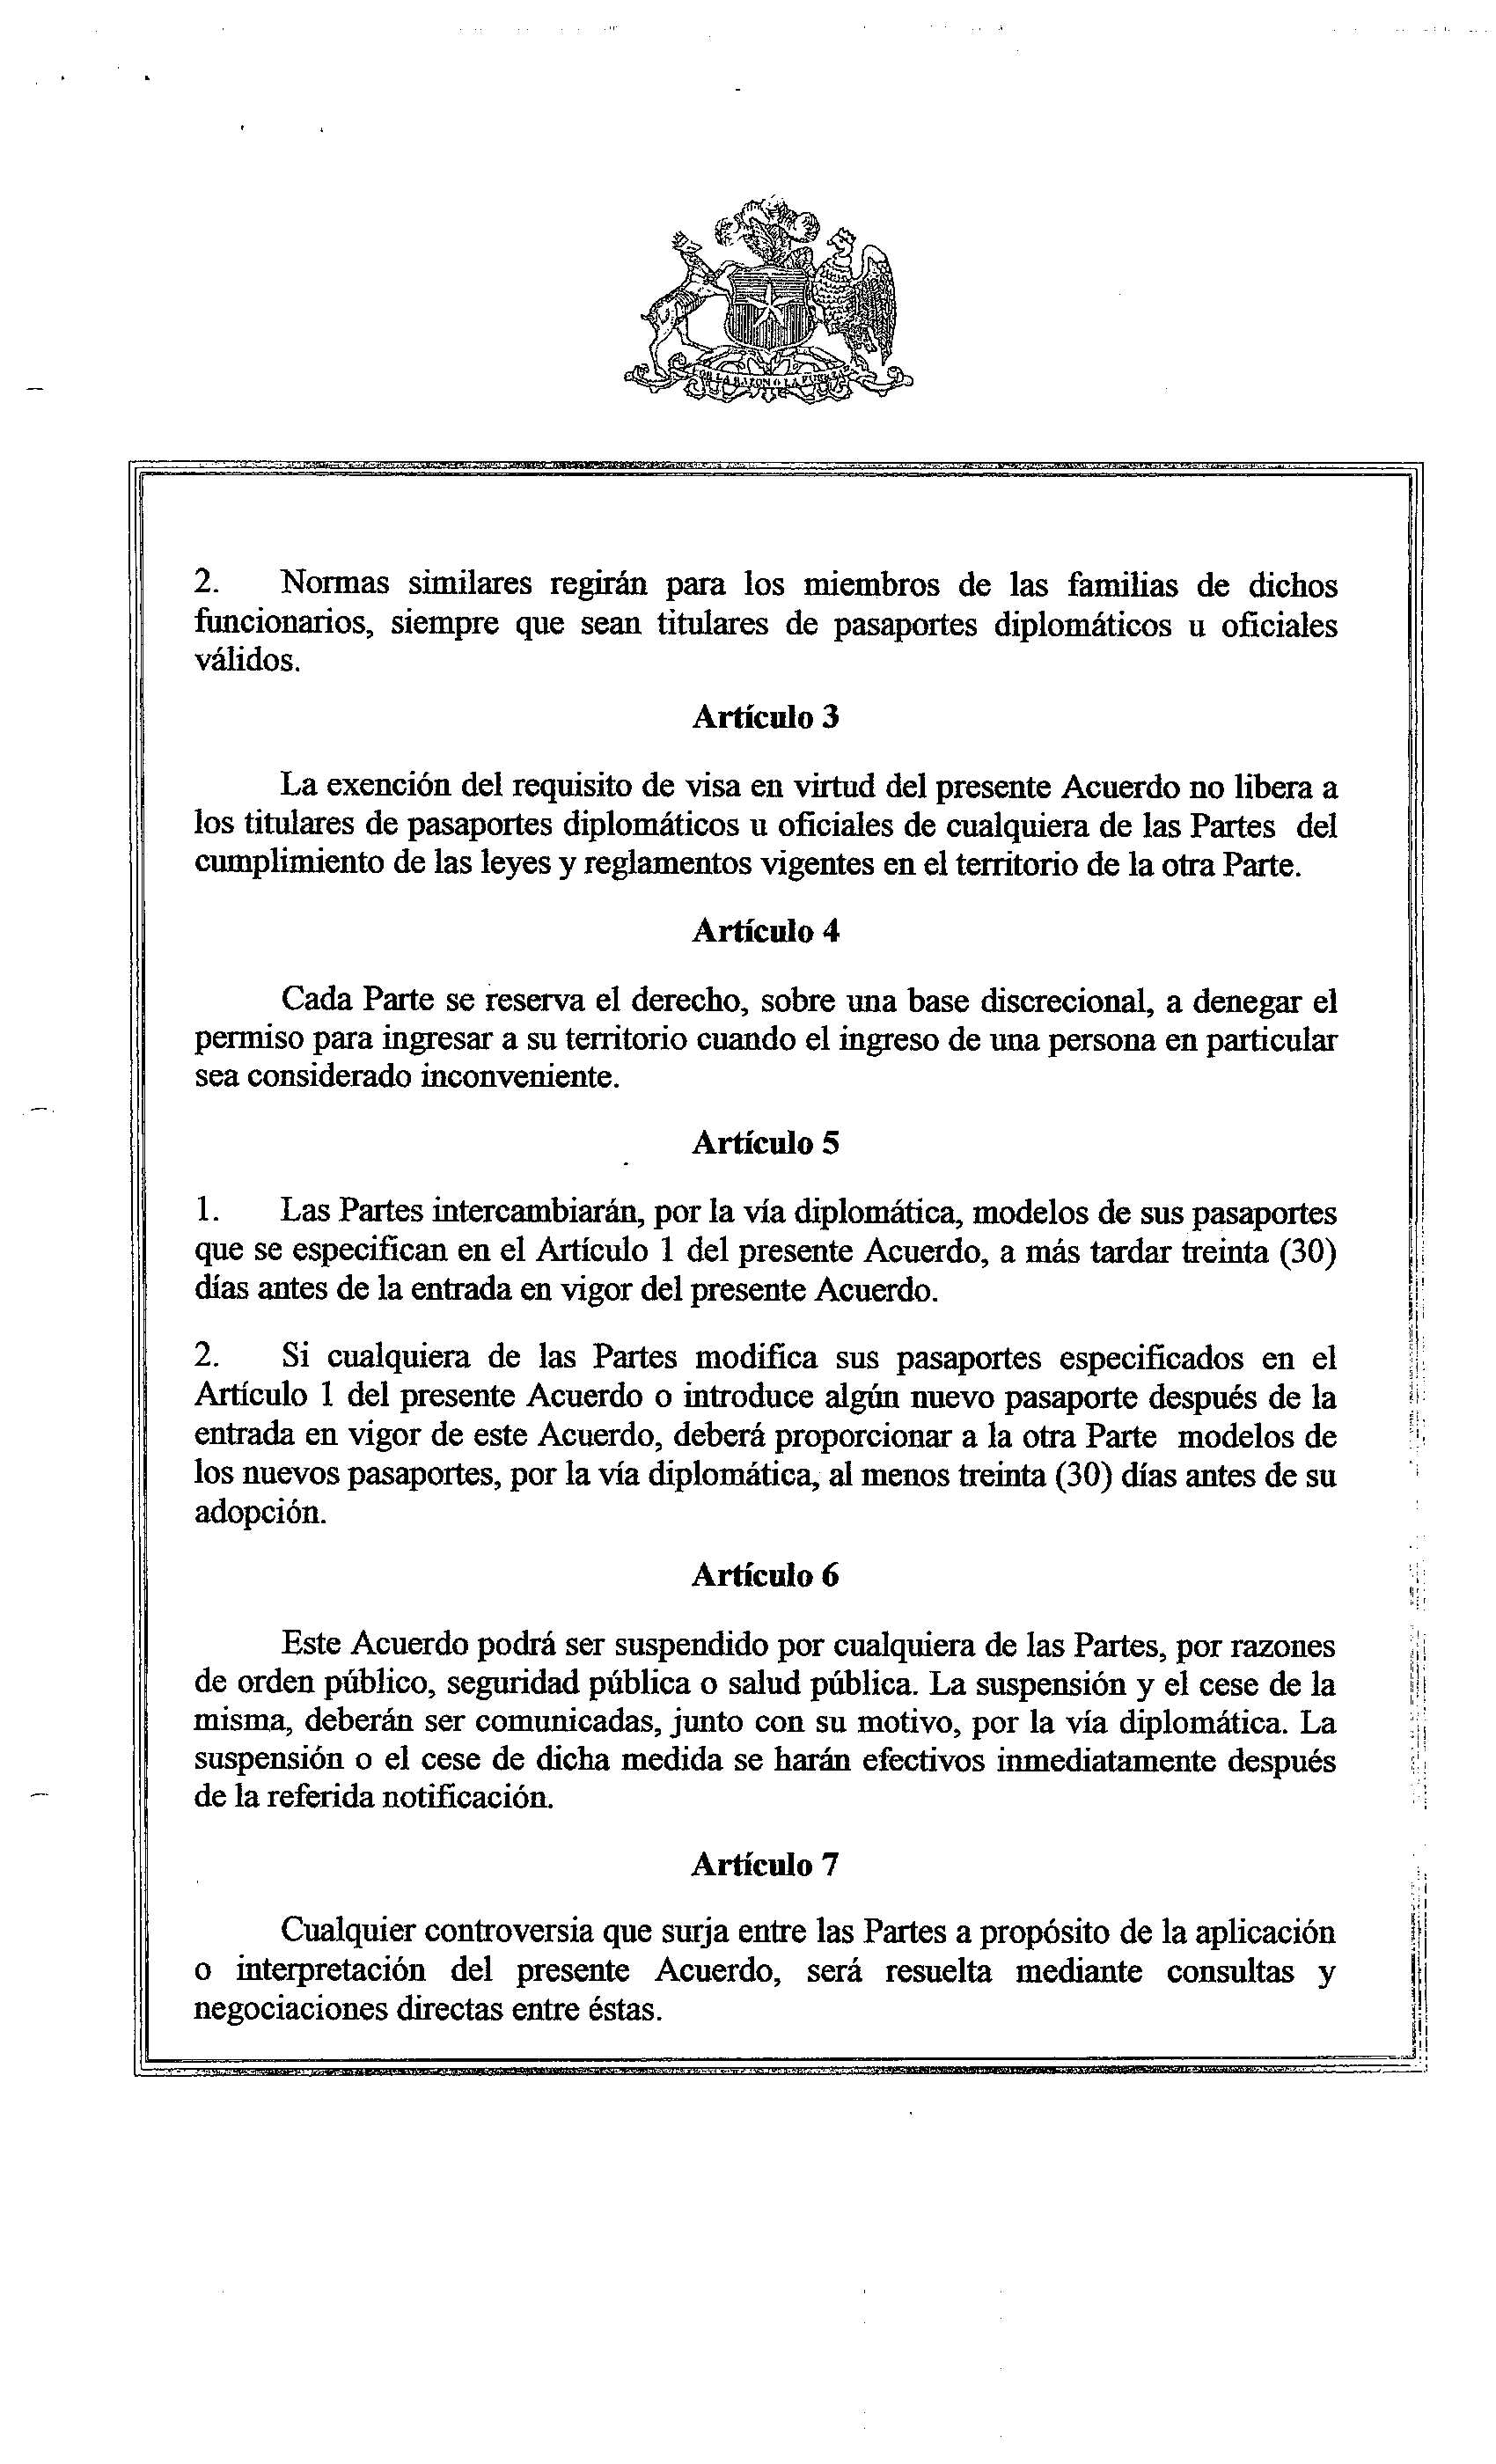 POR LA RAZON O LA FUERZA
2. Normas similares regirán para los miembros de las familias de dichos
funcionarios, siempre que sean titulares de pasaportes diplomáticos u oficiales
válidos.
Artículo 3
La exención del requisito de visa en virtud del presente Acuerdo no libera a
los titulares de pasaportes diplomáticos u oficiales de cualquiera de las Partes del
cumplimiento de las leyes y reglamentos vigentes en el territorio de la otra Parte.
Artículo 4
Cada Parte se reserva el derecho, sobre una base discrecional, a denegar el
permiso para ingresar a su territorio cuando el ingreso de una persona en particular
sea considerado inconveniente.
Artículo 5
1. Las Partes intercambiarán, por la vía diplomática, modelos de sus pasaportes
que se especifican en el Artículo 1 del presente Acuerdo, a más tardar treinta (30)
días antes de la entrada en vigor del presente Acuerdo.
2. Si cualquiera de las Partes modifica sus pasaportes especificados en el
Artículo 1 del presente Acuerdo o introduce algún nuevo pasaporte después de la
entrada en vigor de este Acuerdo, deberá proporcionar a la otra Parte modelos de
los nuevos pasaportes, por la vía diplomática, al menos treinta (30) días antes de su
adopción.
Artículo 6
Este Acuerdo podrá ser suspendido por cualquiera de las Partes, por razones
de orden público, seguridad pública o salud pública. La suspensión y el cese de la
misma, deberán ser comunicadas, junto con su motivo, por la vía diplomática. La
suspensión o el cese de dicha medida se harán efectivos inmediatamente después
de la referida notificación.
Artículo 7
Cualquier controversia que surja entre las Partes a propósito de la aplicación
o interpretación del presente Acuerdo, será resuelta mediante consultas y
negociaciones directas entre éstas.